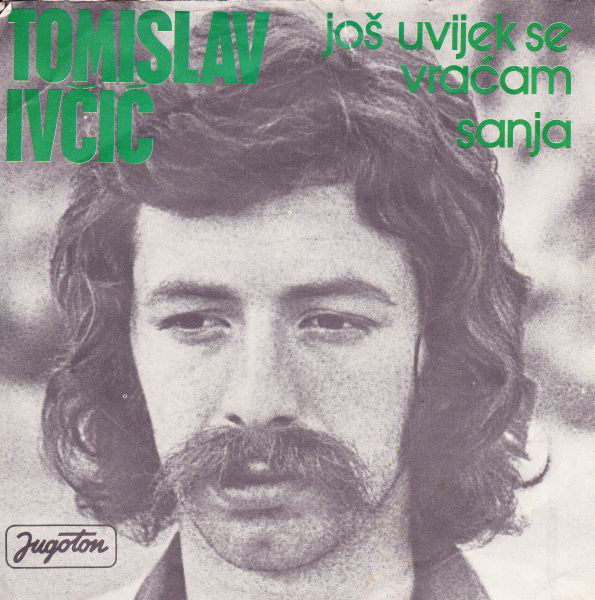 TOMISLAV
IVČIĆ
još uvijek se
vraćam
sanja
Jugoton